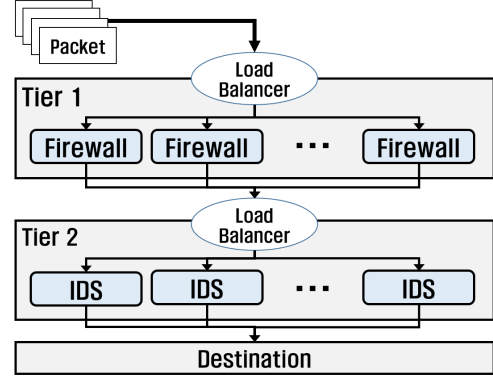 Packet
Load
Balancer
Tier 1
Firewall Firewall ··· Firewall
Load
Balancer
Tier 2
IDS IDS ··· IDS
Destination